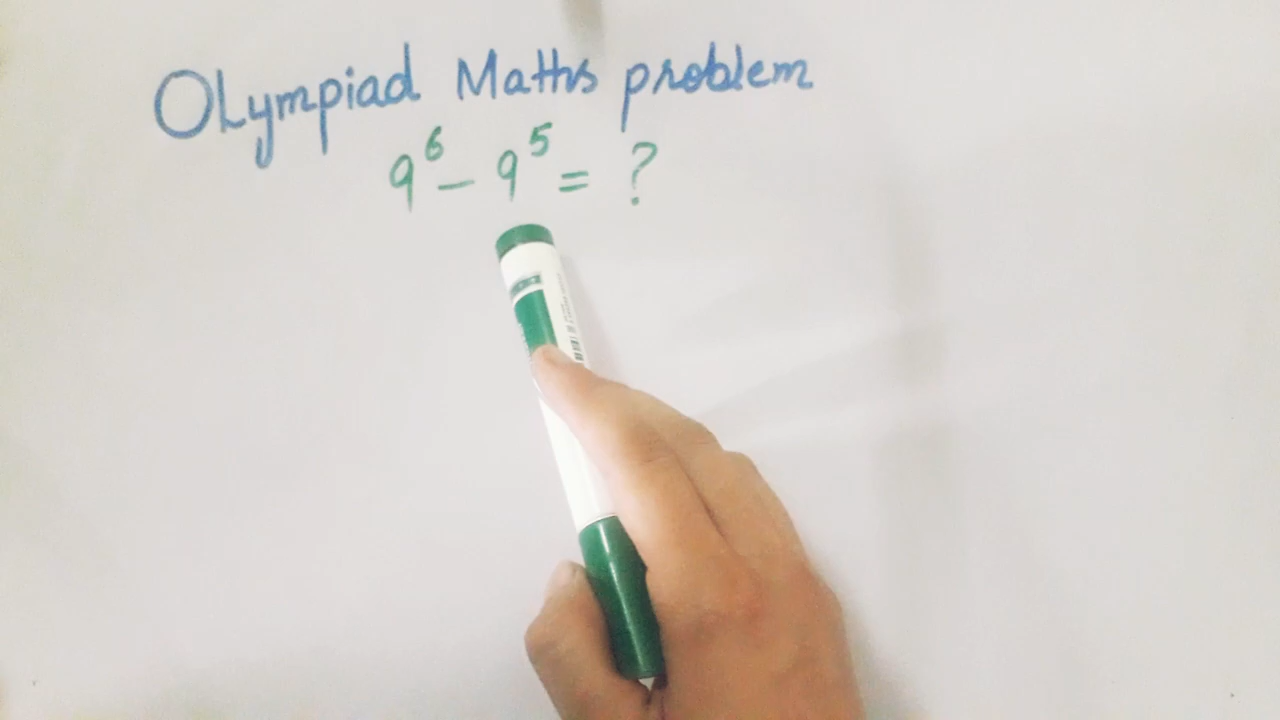 Olympiad Maths problem
9⁶ - 9⁵ = ?